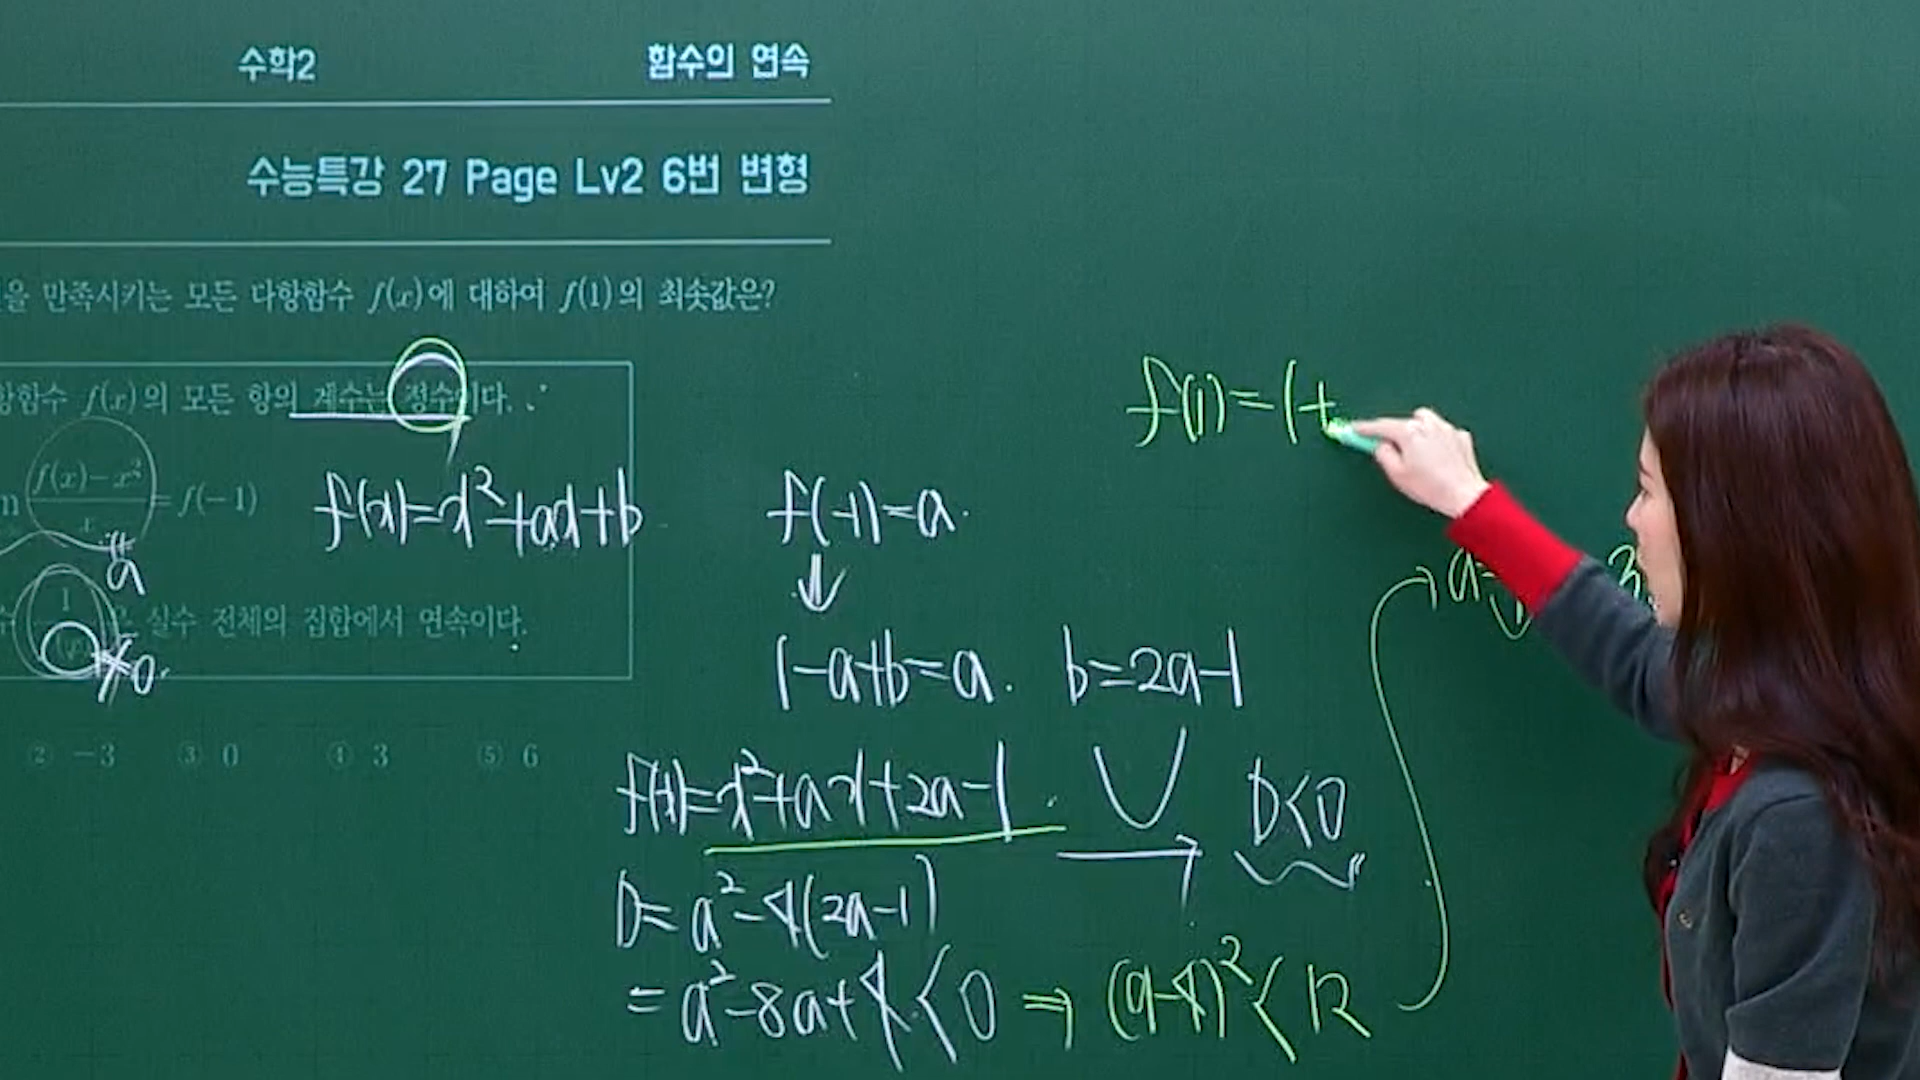 수학2 함수의 연속
수능특강 27 Page Lv2 6번 변형
을 만족시키는 모든 다항함수 f(x)에 대하여 f(1)의 최솟값은?
항함수 f(x)의 모든 항의 계수는 정수이다.
f(x)-x² = f(-1)
x
a
1
실수 전체의 집합에서 연속이다.
≠0.
② -3 ③ 0 ④ 3 ⑤ 6
f(x)=x²+ax+b
f(-1)=a.
↓
1-a+b=a. b=2a-1
f(x)=x²+ax+2a-1. D<0
D=a²-4(2a-1)
=a²-8a+4<0 ⇒ (a-4)²<12
f(1)=1+
a=1